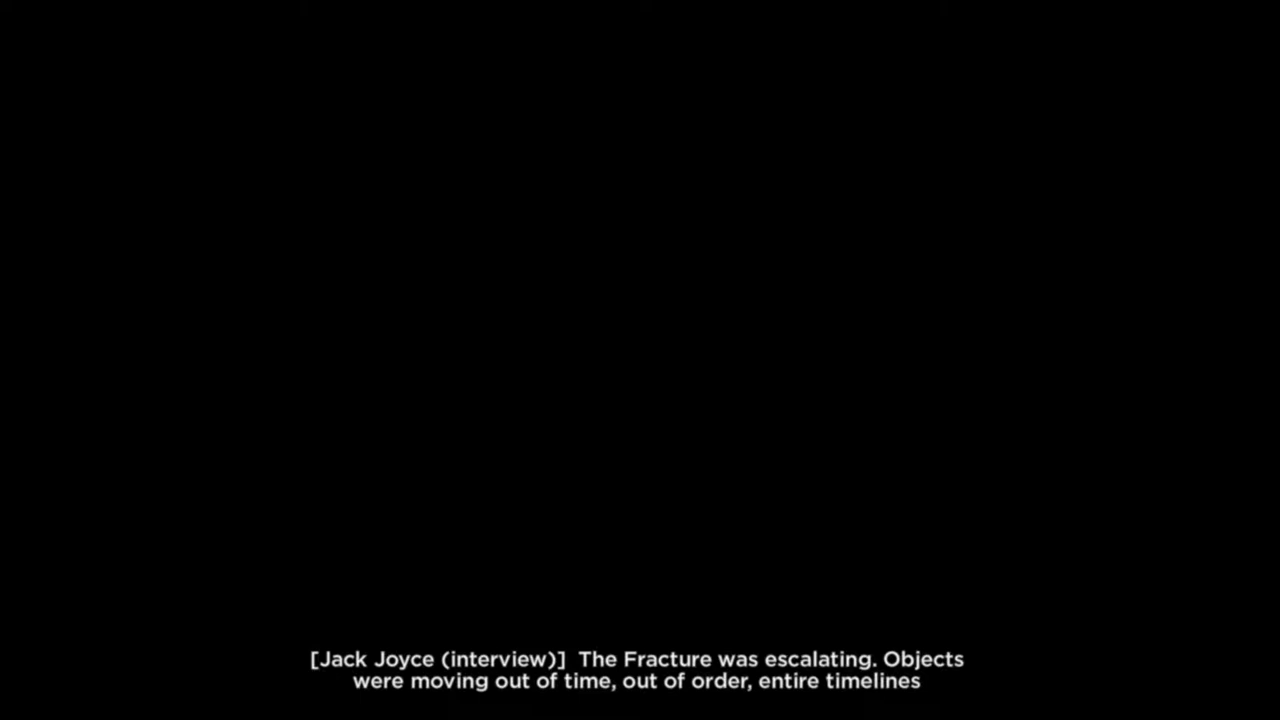 [Jack Joyce (interview)]  The Fracture was escalating. Objects
were moving out of time, out of order, entire timelines